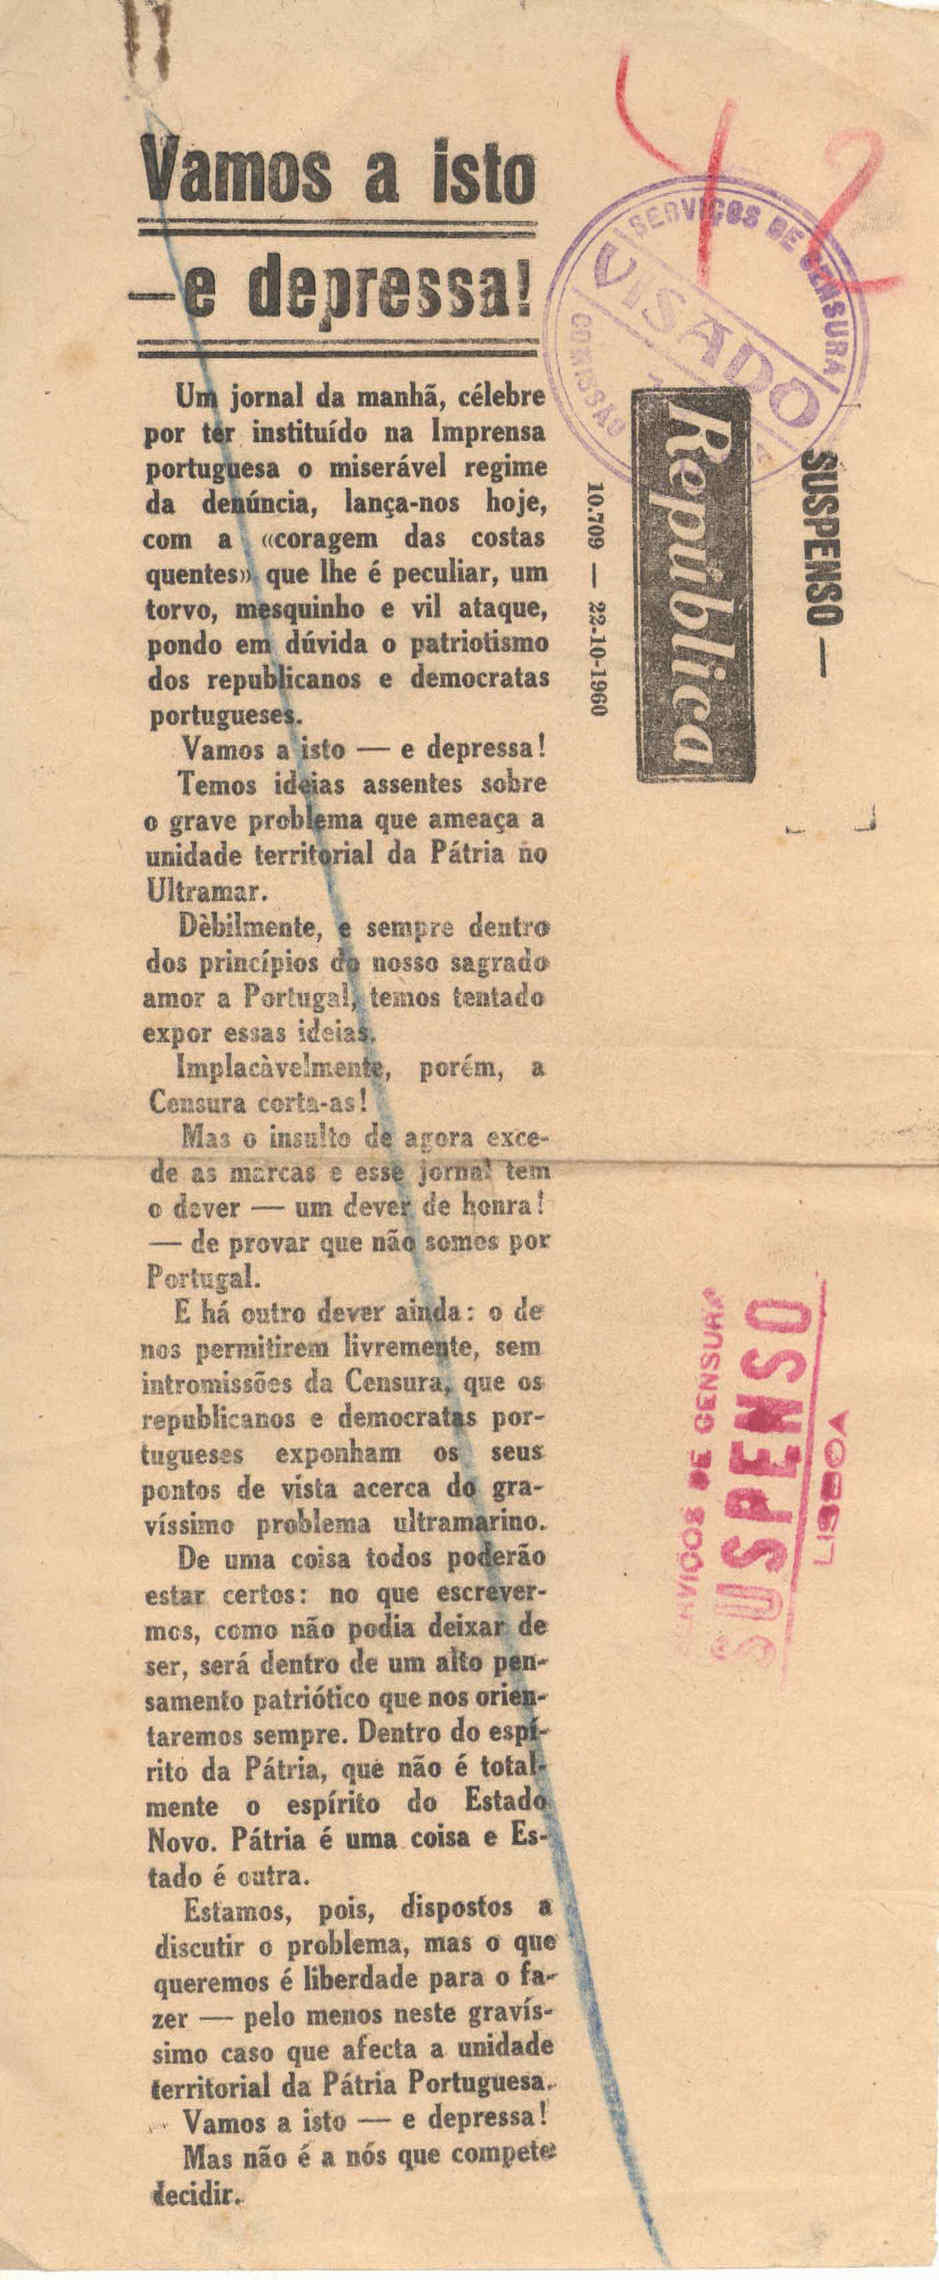 Vamos a isto
— e depressa!
Um jornal da manhã, célebre
por ter instituído na Imprensa
portuguesa o miserável regime
da denúncia, lança-nos hoje,
com a «coragem das costas
quentes» que lhe é peculiar, um
torvo, mesquinho e vil ataque,
pondo em dúvida o patriotismo
dos republicanos e democratas
portugueses.
Vamos a isto — e depressa!
Temos ideias assentes sobre
o grave problema que ameaça a
unidade territorial da Pátria no
Ultramar.
Dèbilmente, e sempre dentro
dos princípios do nosso sagrado
amor a Portugal, temos tentado
expor essas ideias.
Implacàvelmente, porém, a
Censura corta-as!
Mas o insulto de agora exce-
de as marcas e esse jornal tem
o dever — um dever de honra!
— de provar que não somos por
Portugal.
E há outro dever ainda: o de
nos permitirem livremente, sem
intromissões da Censura, que os
republicanos e democratas por-
tugueses exponham os seus
pontos de vista acerca do gra-
víssimo problema ultramarino.
De uma coisa todos poderão
estar certos: no que escrever-
mos, como não podia deixar de
ser, será dentro de um alto pen-
samento patriótico que nos orien-
taremos sempre. Dentro do espí-
rito da Pátria, que não é total-
mente o espírito do Estado
Novo. Pátria é uma coisa e Es-
tado é outra.
Estamos, pois, dispostos a
discutir o problema, mas o que
queremos é liberdade para o fa-
zer — pelo menos neste gravís-
simo caso que afecta a unidade
territorial da Pátria Portuguesa.
Vamos a isto — e depressa!
Mas não é a nós que compete
decidir.
42
SERVIÇOS DE CENSURA
VISADO
COMISSÃO
SUSPENSO —
República
10.709 — 22-10-1960
SERVIÇOS DE CENSURA
SUSPENSO
LISBOA